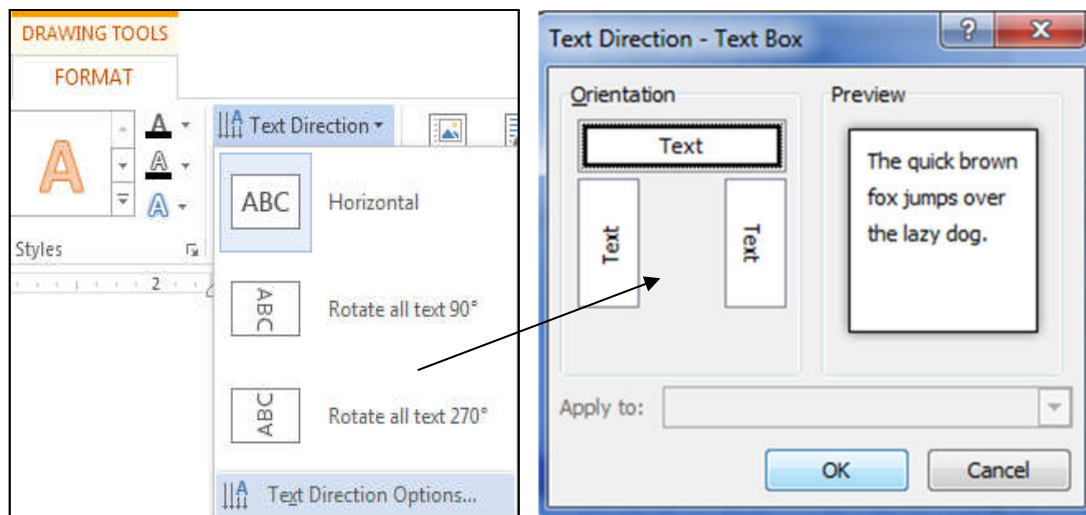 DRAWING TOOLS
FORMAT
A
A
A
A
Text Direction
Styles
2
ABC Horizontal
ABC Rotate all text 90°
ABC Rotate all text 270°
Text Direction Options...
Text Direction - Text Box
? X
Orientation
Text
Text
Text
Preview
The quick brown
fox jumps over
the lazy dog.
Apply to:
OK Cancel